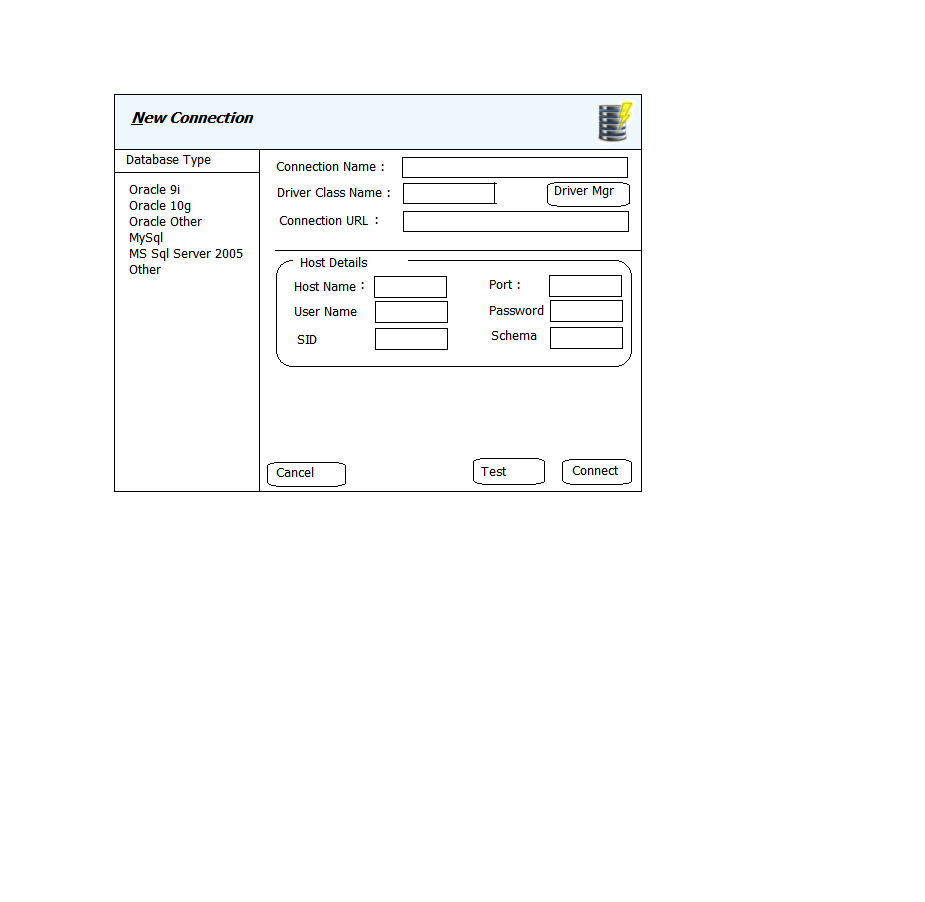 New Connection
Database Type
Oracle 9i
Oracle 10g
Oracle Other
MySql
MS Sql Server 2005
Other
Connection Name :
Driver Class Name :
Driver Mgr
Connection URL :
Host Details
Host Name :
Port :
User Name
Password
SID
Schema
Cancel
Test
Connect